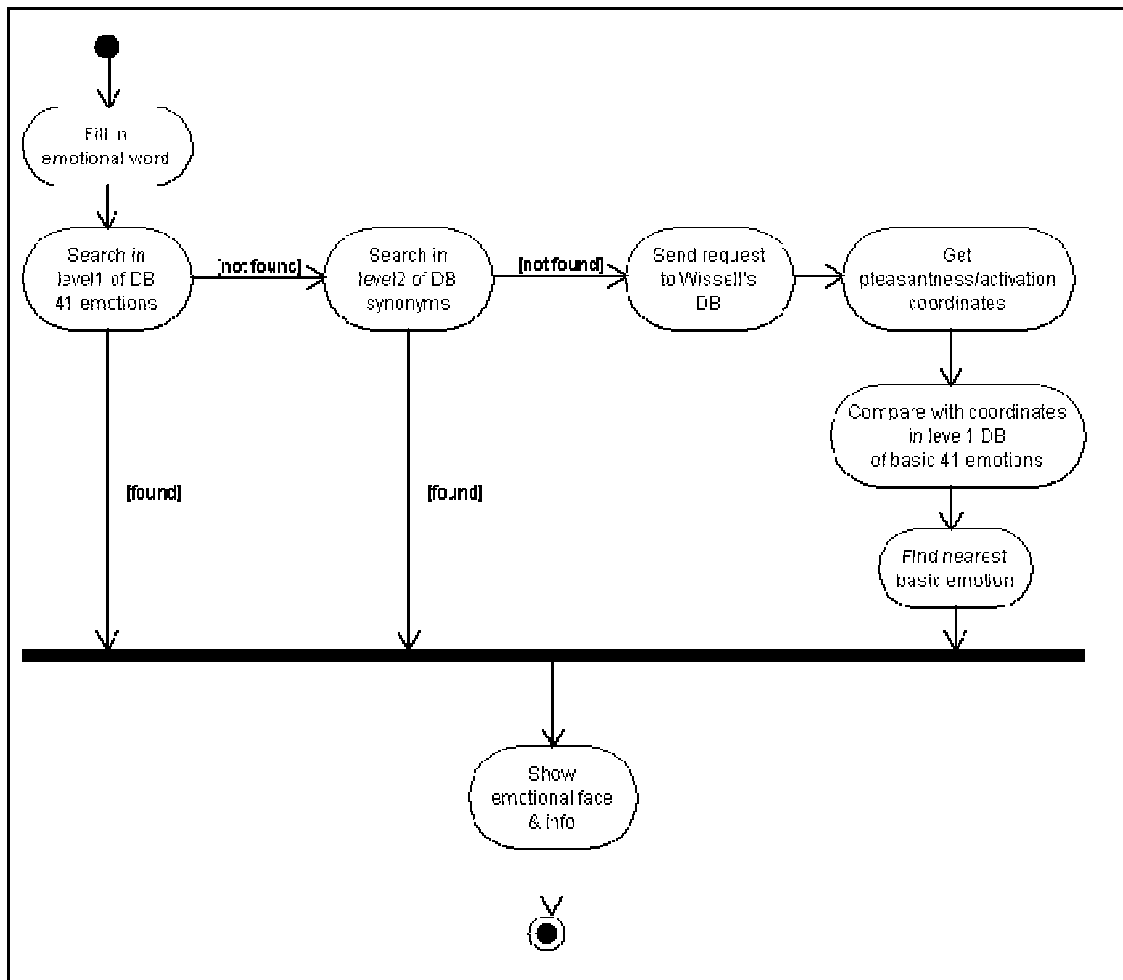 Fill in
emotional word
Search in
level1 of DB
41 emotions
[not found]
Search in
level2 of DB
synonyms
[not found]
Send request
to Wissell's
DB
Get
pleasantness/activation
coordinates
Compare with coordinates
in level1 DB
of basic 41 emotions
Find nearest
basic emotion
[found]
[found]
Show
emotional face
& info